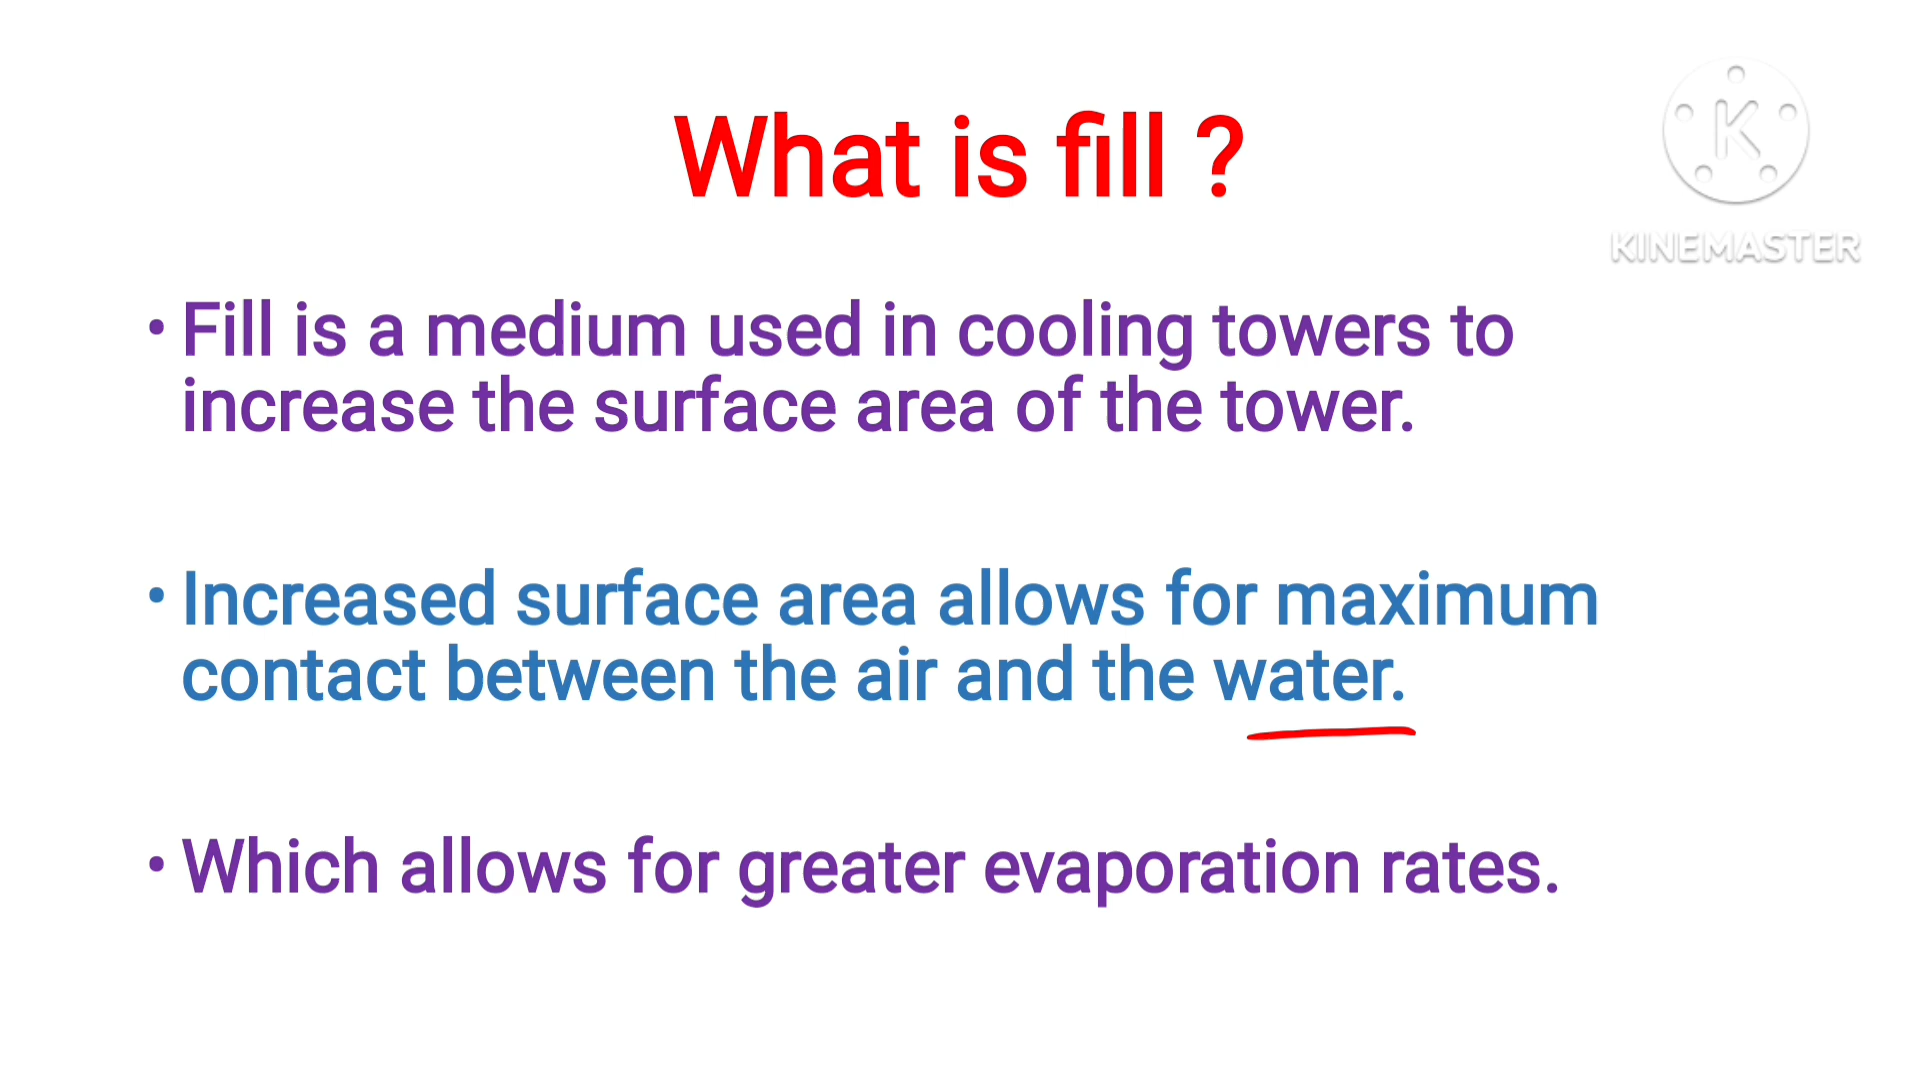 What is fill ?
K
KINEMASTER
• Fill is a medium used in cooling towers to
increase the surface area of the tower.
• Increased surface area allows for maximum
contact between the air and the water.
• Which allows for greater evaporation rates.